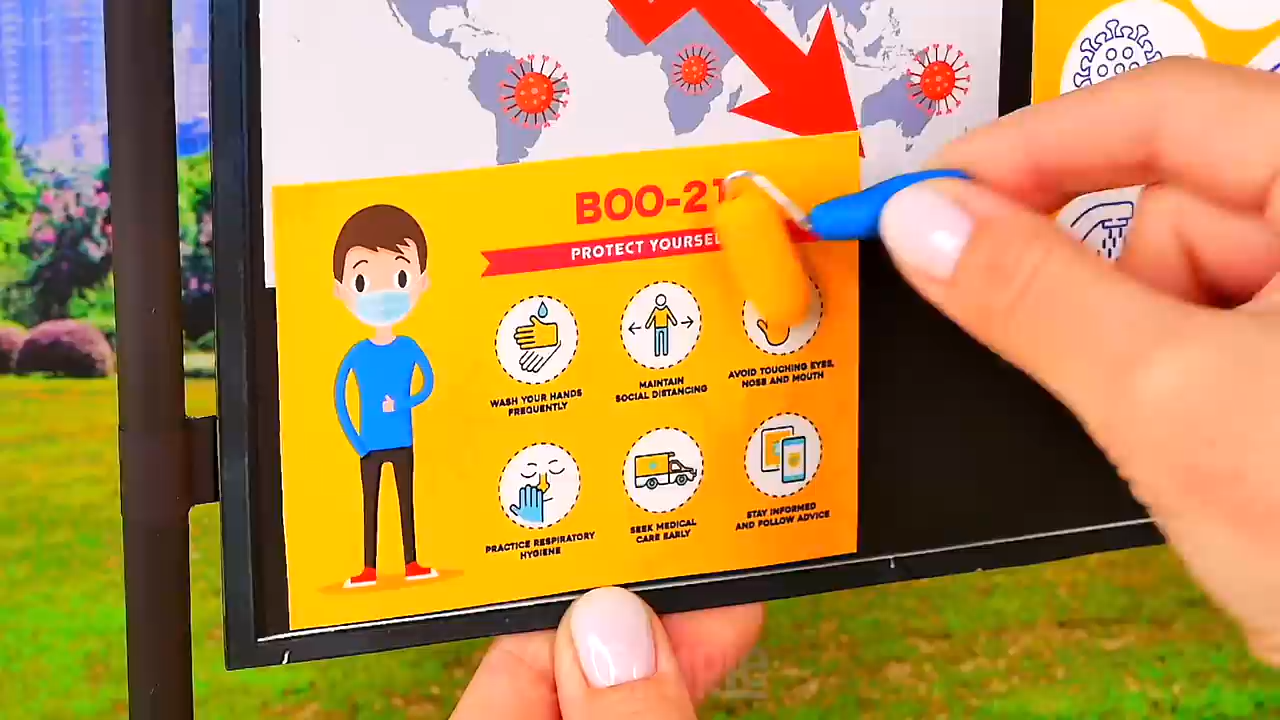 BOO-21
PROTECT YOURSEL
WASH YOUR HANDS
FREQUENTLY
MAINTAIN
SOCIAL DISTANCING
AVOID TOUCHING EYES,
NOSE AND MOUTH
PRACTICE RESPIRATORY
HYGIENE
SEEK MEDICAL
CARE EARLY
STAY INFORMED
AND FOLLOW ADVICE